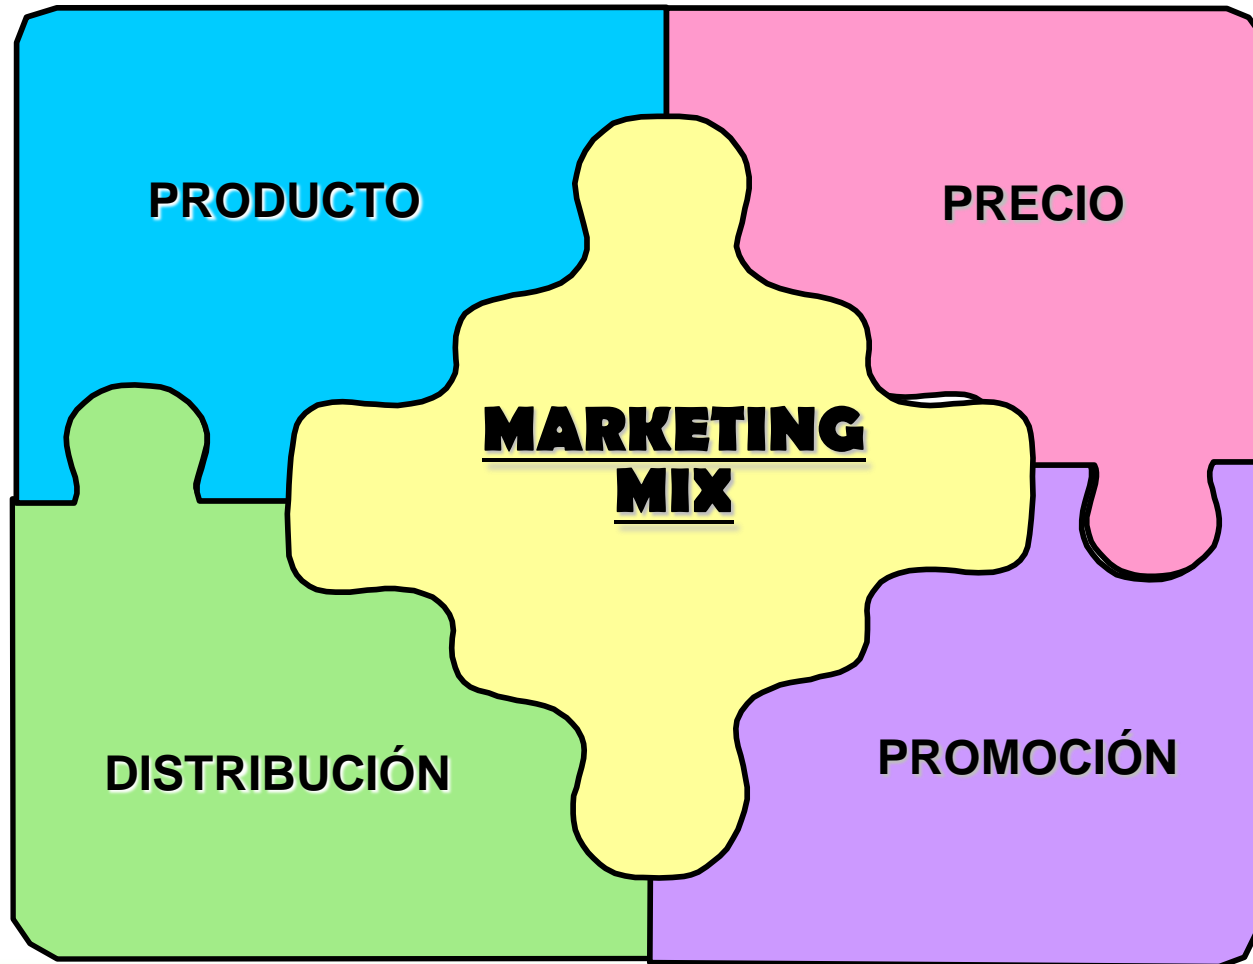 PRODUCTO
PRECIO
MARKETING
MIX
DISTRIBUCIÓN
PROMOCIÓN